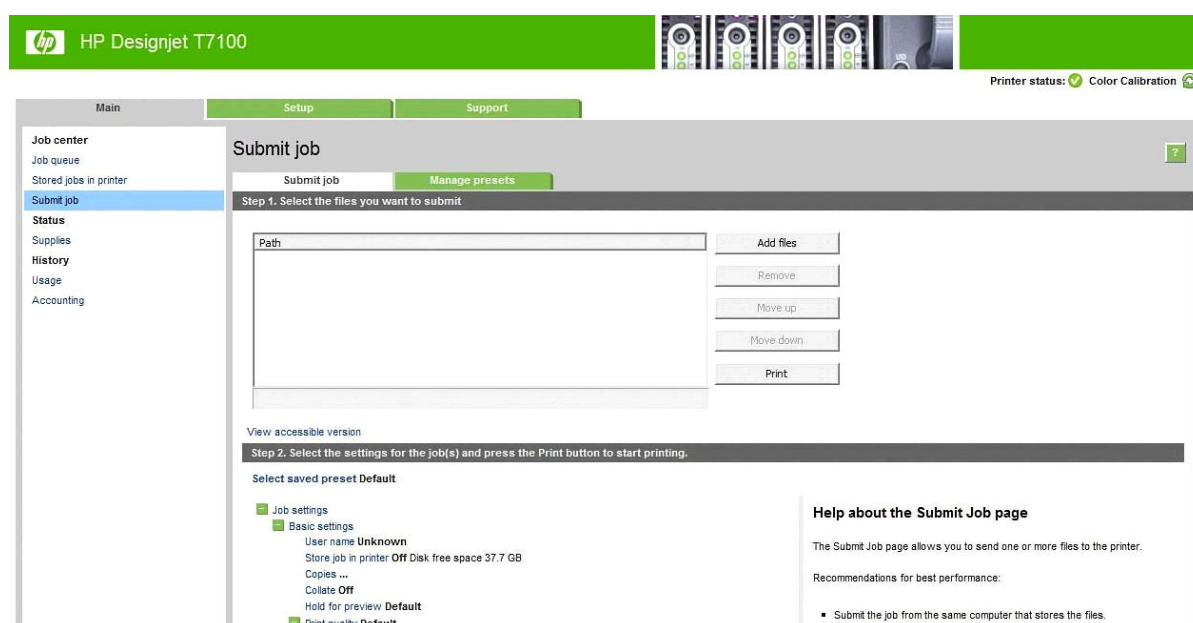 hp HP Designjet T7100
Printer status: Color Calibration
Main Setup Support
Job center
Job queue
Stored jobs in printer
Submit job
Status
Supplies
History
Usage
Accounting
Submit job
?
Submit job Manage presets
Step 1. Select the files you want to submit
Path
Add files
Remove
Move up
Move down
Print
View accessible version
Step 2. Select the settings for the job(s) and press the Print button to start printing.
Select saved preset Default
Job settings
Basic settings
User name Unknown
Store job in printer Off Disk free space 37.7 GB
Copies ...
Collate Off
Hold for preview Default
Print quality Default
Help about the Submit Job page
The Submit Job page allows you to send one or more files to the printer.
Recommendations for best performance:
Submit the job from the same computer that stores the files.